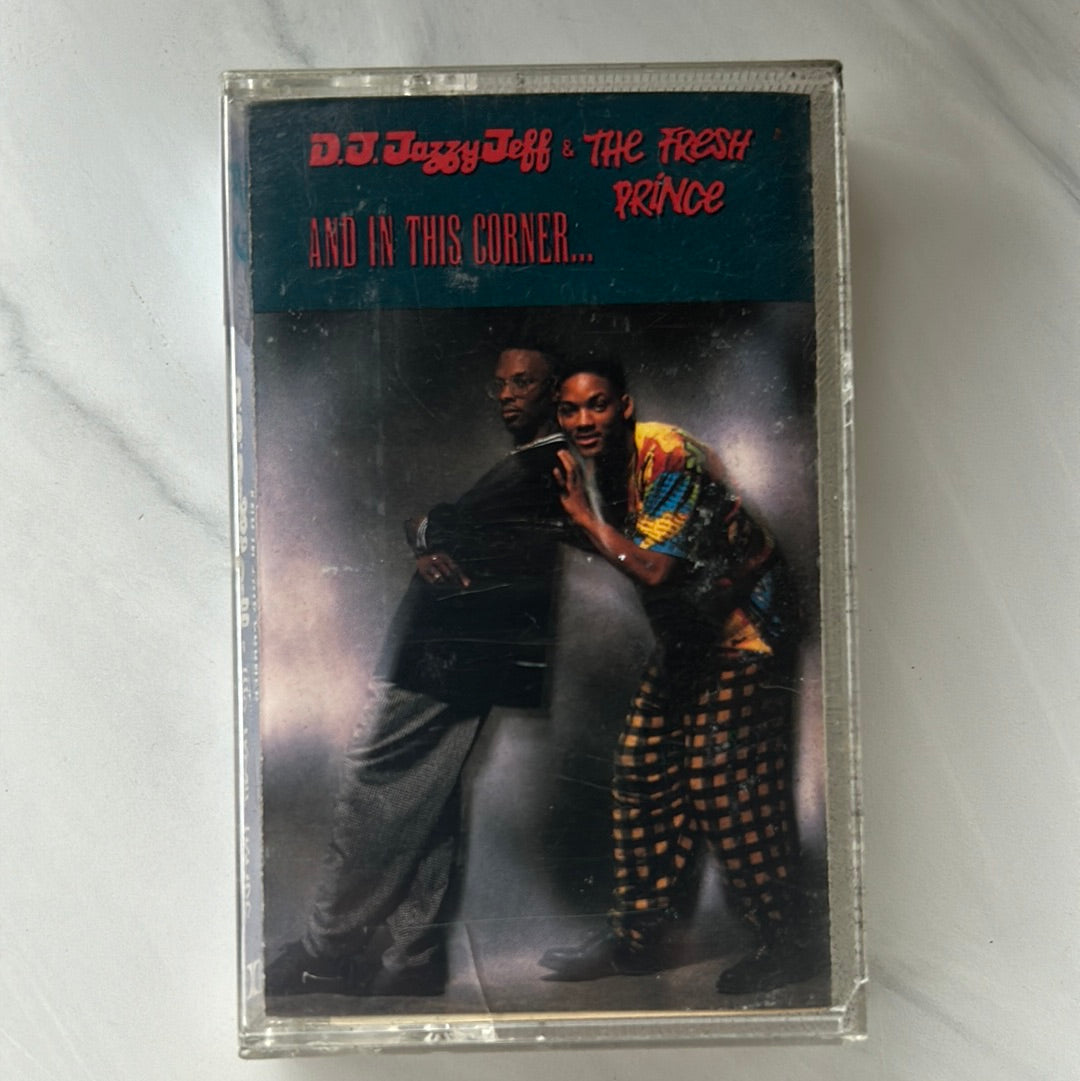 D.J. Jazzy Jeff & THE FRESH
PRINCE
AND IN THIS CORNER...